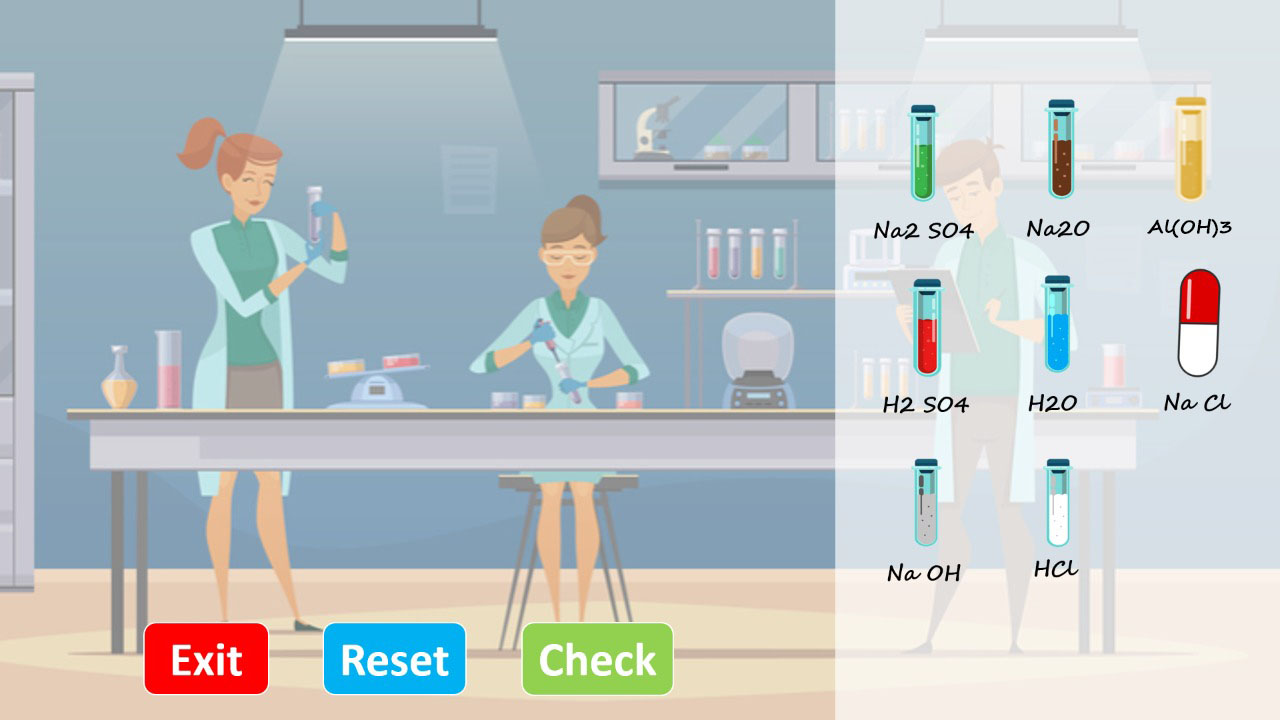 Na2 SO4
Na2O
Al(OH)3
H2 SO4
H2O
Na Cl
Na OH
HCl
Exit
Reset
Check